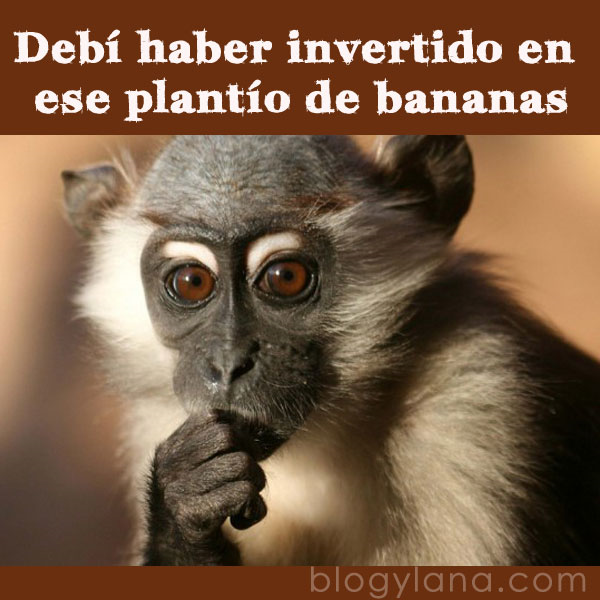 Debí haber invertido en
ese plantío de bananas
blogylana.com